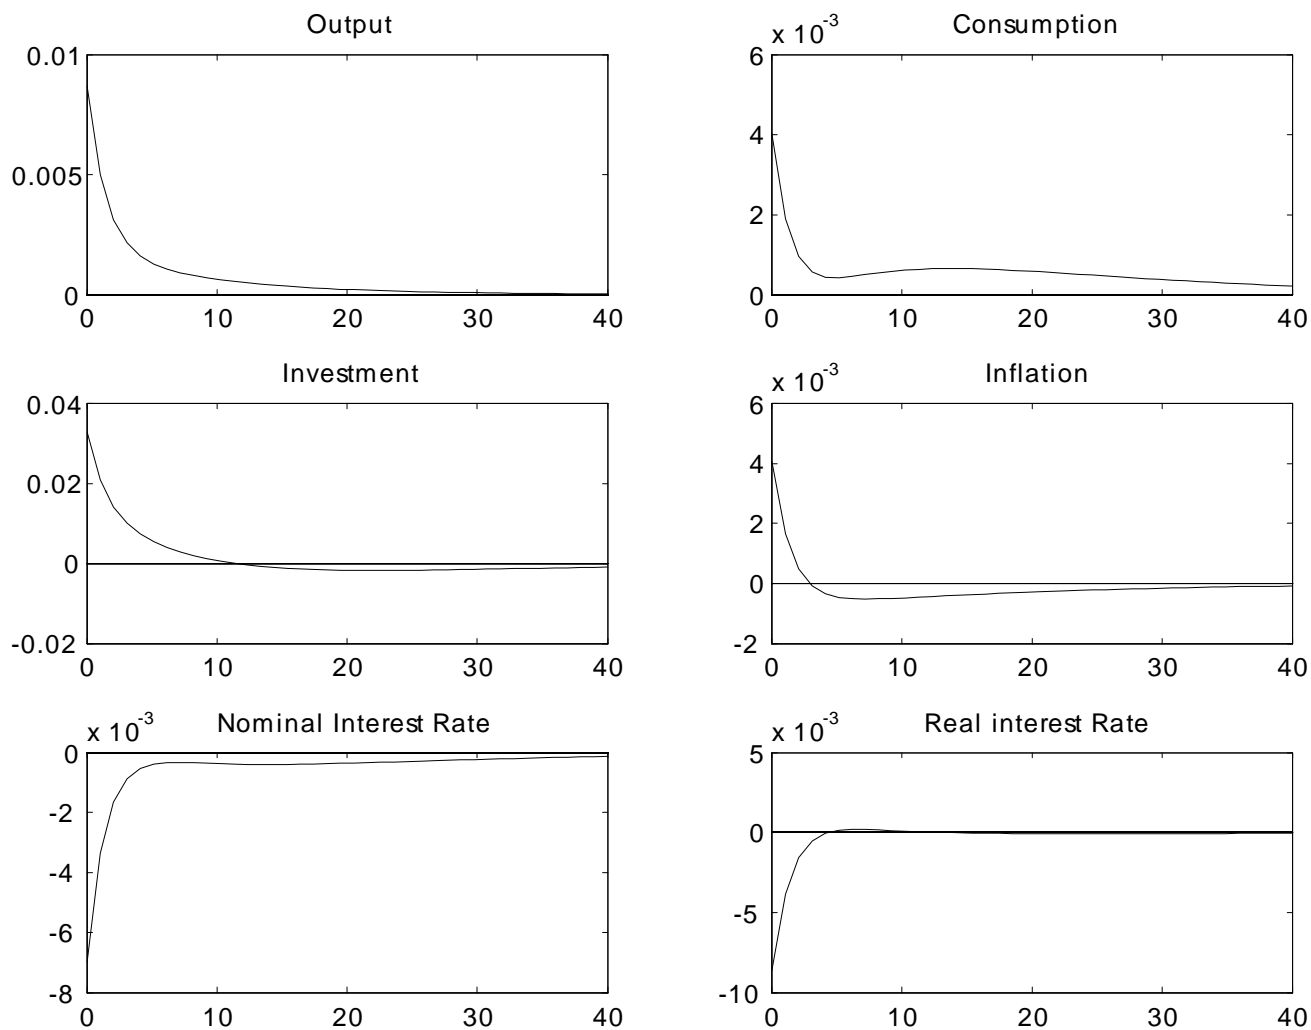 Output
0.01
0.005
0
0 10 20 30 40
Consumption
x 10-3
6
4
2
0
0 10 20 30 40
Investment
0.04
0.02
0
-0.02
0 10 20 30 40
Inflation
x 10-3
6
4
2
0
-2
0 10 20 30 40
Nominal Interest Rate
x 10-3
0
-2
-4
-6
-8
0 10 20 30 40
Real interest Rate
x 10-3
5
0
-5
-10
0 10 20 30 40